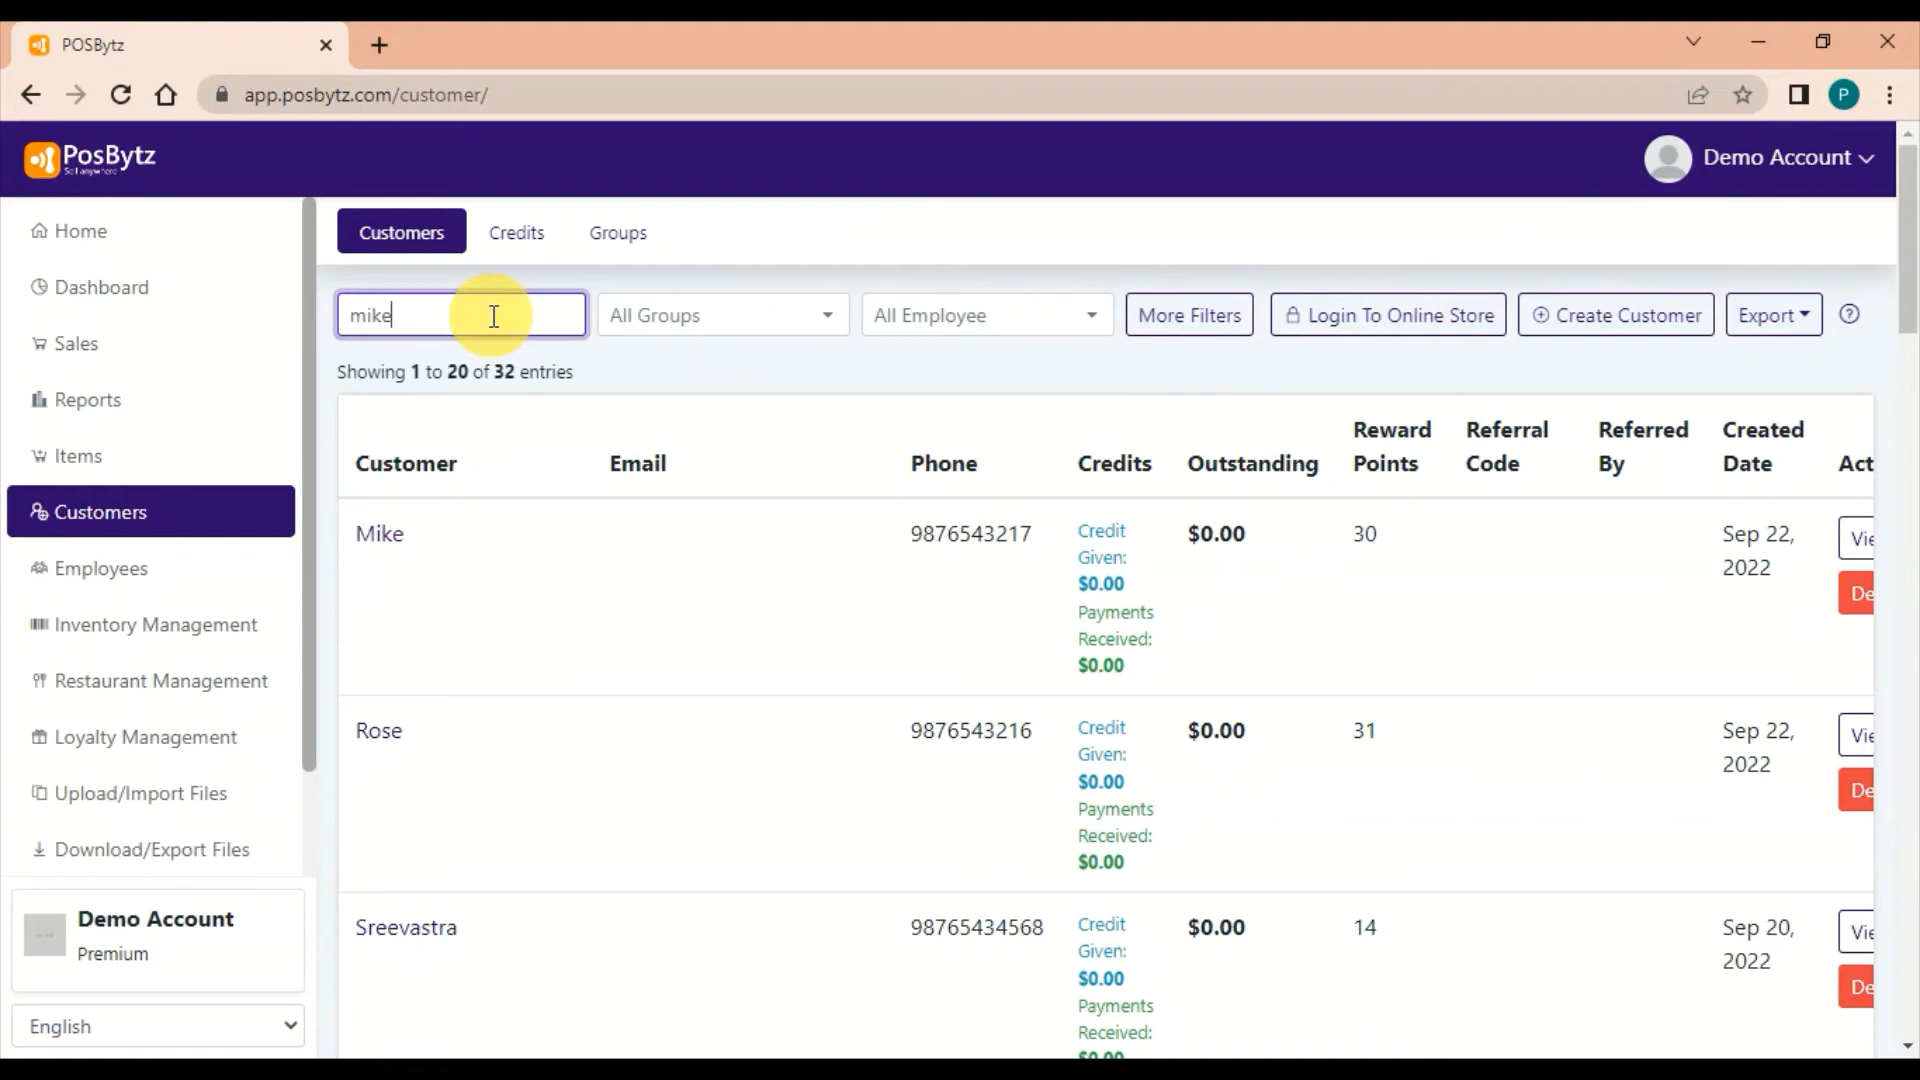 POSBytz
app.posbytz.com/customer/
P
PosBytz
Sell anywhere
Demo Account
Home
Dashboard
Sales
Reports
Items
Customers
Employees
Inventory Management
Restaurant Management
Loyalty Management
Upload/Import Files
Download/Export Files
Demo Account
Premium
English
Customers Credits Groups
mike All Groups All Employee More Filters Login To Online Store Create Customer Export
Showing 1 to 20 of 32 entries
Customer Email Phone Credits Outstanding Reward Points Referral Code Referred By Created Date Act
Mike 9876543217 Credit Given: $0.00 Payments Received: $0.00 $0.00 30 Sep 22, 2022 Vie De
Rose 9876543216 Credit Given: $0.00 Payments Received: $0.00 $0.00 31 Sep 22, 2022 Vie De
Sreevastra 98765434568 Credit Given: $0.00 Payments Received: $0.00 $0.00 14 Sep 20, 2022 Vie De